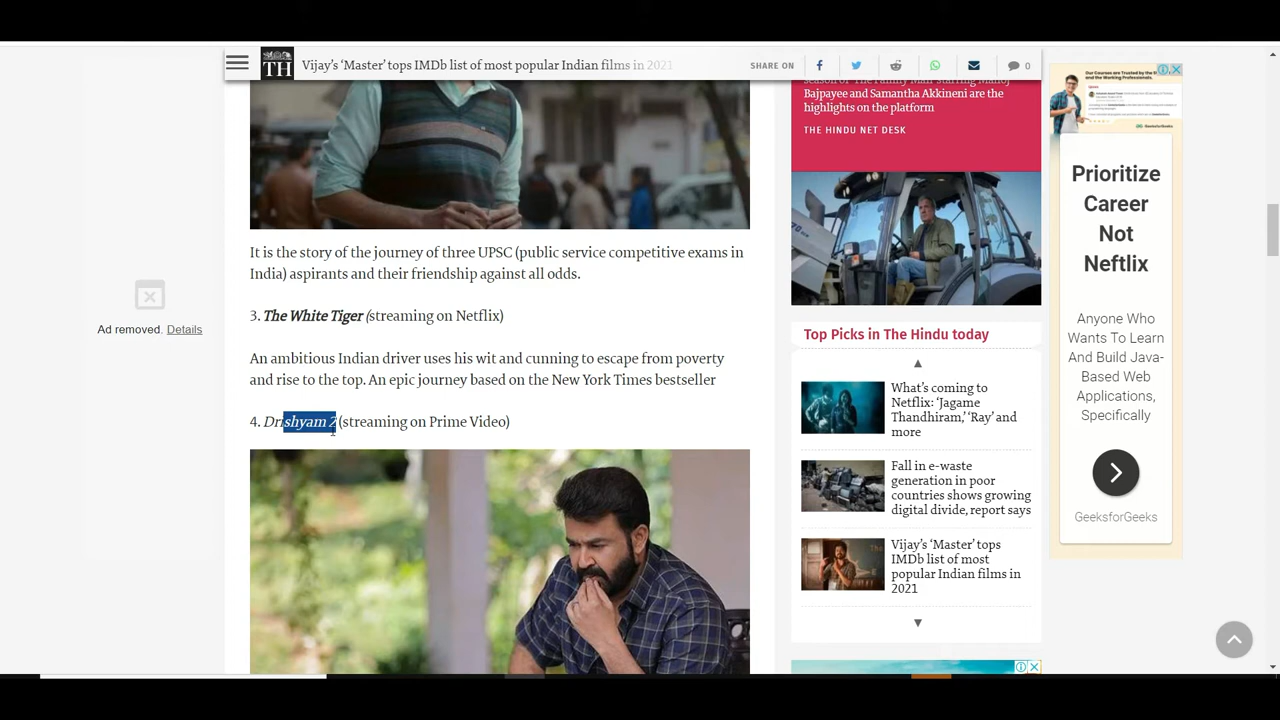 TH
Vijay's ‘Master’ tops IMDb list of most popular Indian films in 2021
SHARE ON
0
It is the story of the journey of three UPSC (public service competitive exams in
India) aspirants and their friendship against all odds.
3. The White Tiger (streaming on Netflix)
An ambitious Indian driver uses his wit and cunning to escape from poverty
and rise to the top. An epic journey based on the New York Times bestseller
4. Drishyam 2 (streaming on Prime Video)
Ad removed. Details
Bajpayee and Samantha Akkineni are the
highlights on the platform
THE HINDU NET DESK
Top Picks in The Hindu today
What’s coming to
Netflix: ‘Jagame
Thandhiram,’ ‘Ray’ and
more
Fall in e-waste
generation in poor
countries shows growing
digital divide, report says
Vijay’s ‘Master’ tops
IMDb list of most
popular Indian films in
2021
Prioritize
Career
Not
Neftlix
Anyone Who
Wants To Learn
And Build Java-
Based Web
Applications,
Specifically
GeeksforGeeks